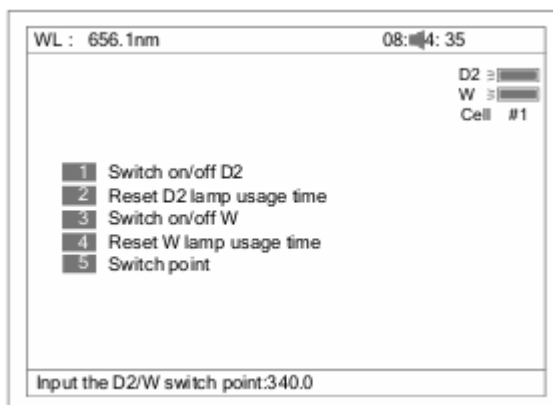 WL : 656.1nm
D2
W
Cell #1
1 Switch on/off D2
2 Reset D2 lamp usage time
3 Switch on/off W
4 Reset W lamp usage time
5 Switch point
Input the D2/W switch point:340.0